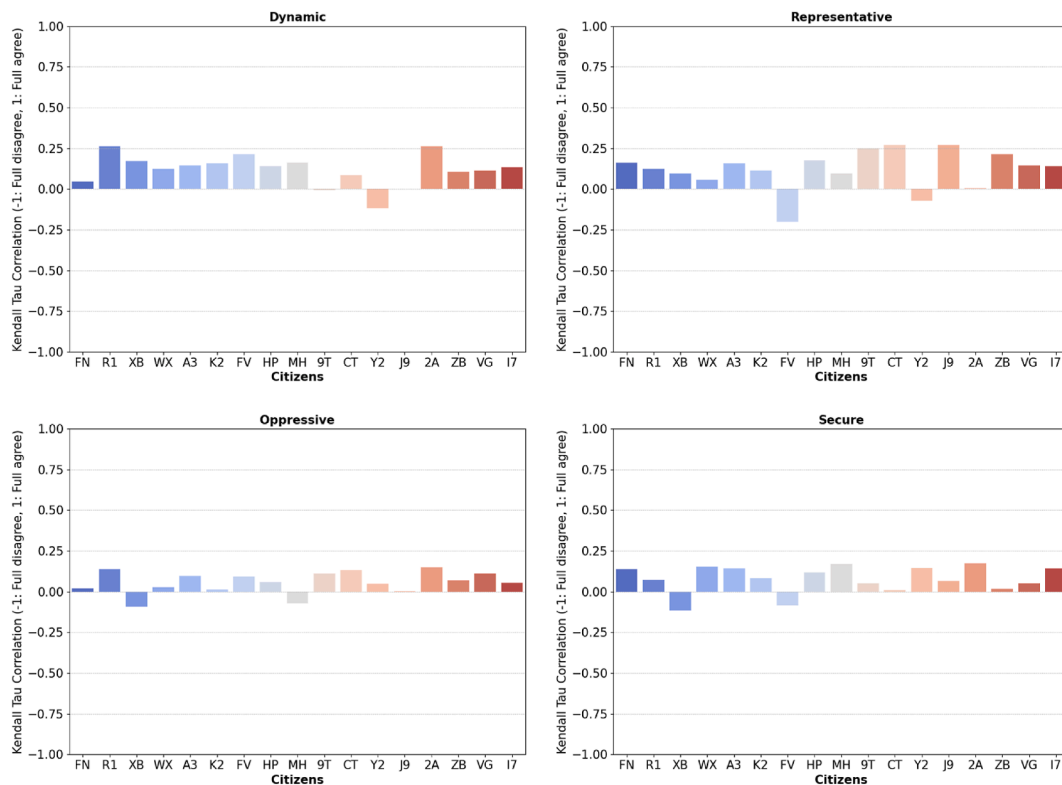 Dynamic
Kendall Tau Correlation (-1: Full disagree, 1: Full agree)
1.00
0.75
0.50
0.25
0.00
−0.25
−0.50
−0.75
−1.00
FN R1 XB WX A3 K2 FV HP MH 9T CT Y2 J9 2A ZB VG I7
Citizens
Representative
Kendall Tau Correlation (-1: Full disagree, 1: Full agree)
1.00
0.75
0.50
0.25
0.00
−0.25
−0.50
−0.75
−1.00
FN R1 XB WX A3 K2 FV HP MH 9T CT Y2 J9 2A ZB VG I7
Citizens
Oppressive
Kendall Tau Correlation (-1: Full disagree, 1: Full agree)
1.00
0.75
0.50
0.25
0.00
−0.25
−0.50
−0.75
−1.00
FN R1 XB WX A3 K2 FV HP MH 9T CT Y2 J9 2A ZB VG I7
Citizens
Secure
Kendall Tau Correlation (-1: Full disagree, 1: Full agree)
1.00
0.75
0.50
0.25
0.00
−0.25
−0.50
−0.75
−1.00
FN R1 XB WX A3 K2 FV HP MH 9T CT Y2 J9 2A ZB VG I7
Citizens